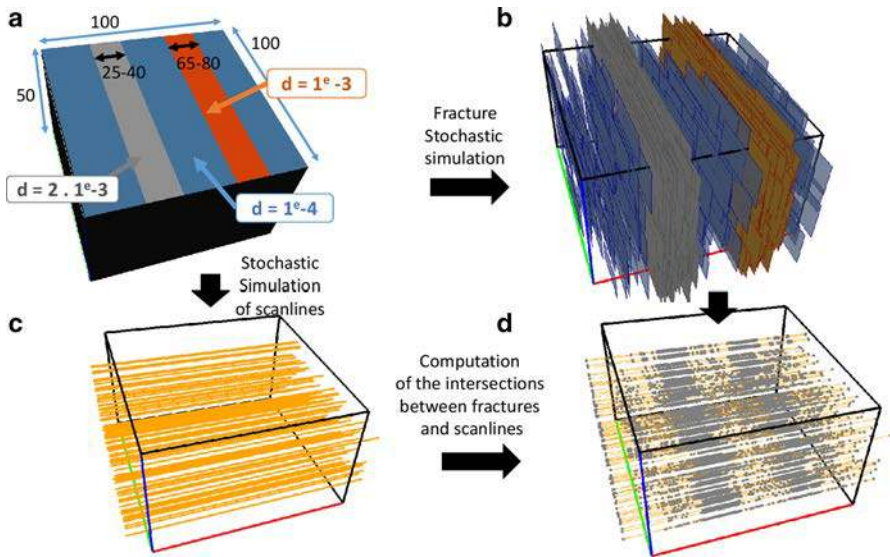 a
100
100
50
25-40
65-80
d = 1ᵉ-3
d = 2 . 1ᵉ-3
d = 1ᵉ-4
Fracture
Stochastic
simulation
b
Stochastic
Simulation
of scanlines
c
Computation
of the intersections
between fractures
and scanlines
d